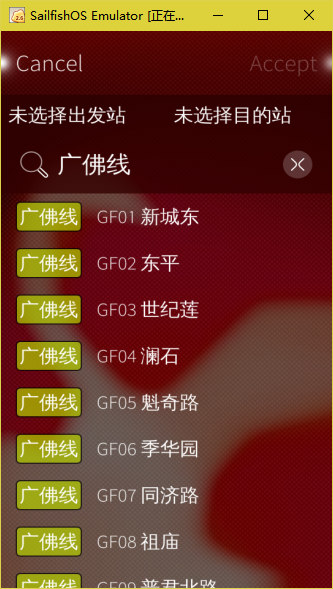 SailfishOS Emulator [正在...
Cancel
Accept
未选择出发站 未选择目的站
广佛线
广佛线 GF01 新城东
广佛线 GF02 东平
广佛线 GF03 世纪莲
广佛线 GF04 澜石
广佛线 GF05 魁奇路
广佛线 GF06 季华园
广佛线 GF07 同济路
广佛线 GF08 祖庙
广佛线 GF09 普君北路